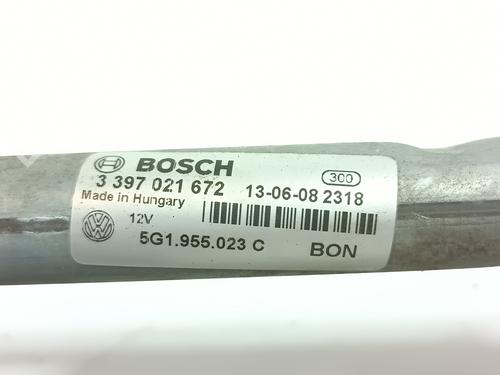 BOSCH
3 397 021 672 13-06-08 2318
300
Made in Hungary
12V
5G1.955.023 C BON